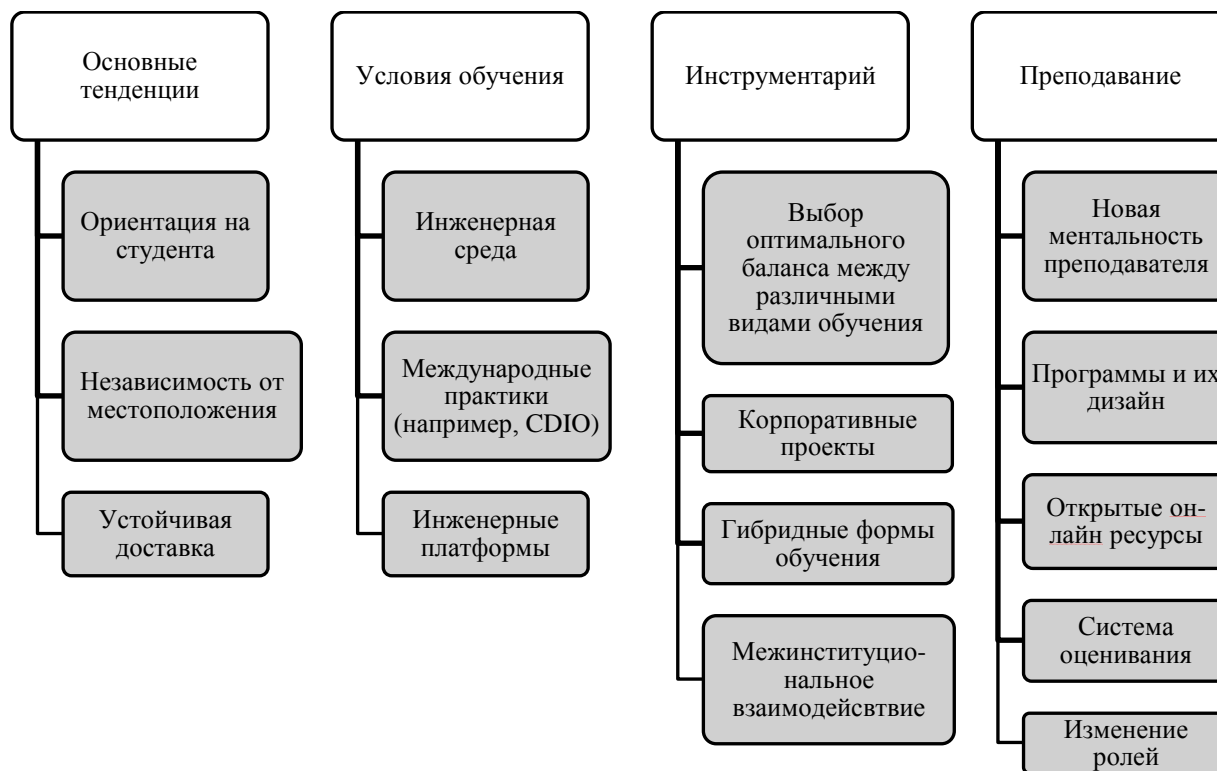 Основные
тенденции
Ориентация на
студента
Независимость от
местоположения
Устойчивая
доставка
Условия обучения
Инженерная
среда
Международные
практики
(например, CDIO)
Инженерные
платформы
Инструментарий
Выбор
оптимального
баланса между
различными
видами обучения
Корпоративные
проекты
Гибридные формы
обучения
Межинституцио-
нальное
взаимодейсвтвие
Преподавание
Новая
ментальность
преподавателя
Программы и их
дизайн
Открытые он-
лайн ресурсы
Система
оценивания
Изменение
ролей